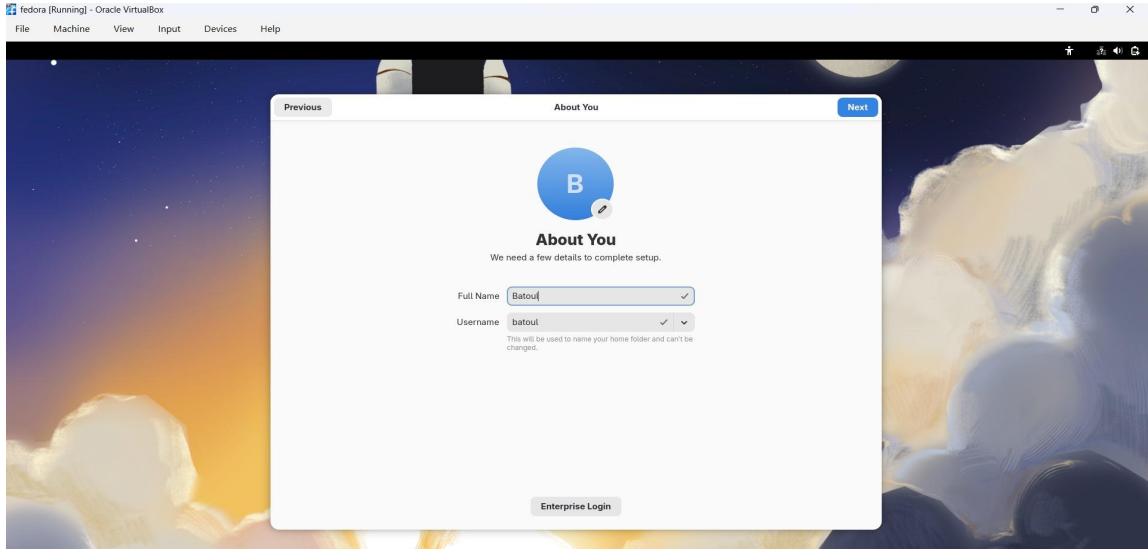 fedora [Running] - Oracle VirtualBox
File Machine View Input Devices Help
Previous About You Next
B
About You
We need a few details to complete setup.
Full Name Batoul
Username batoul
This will be used to name your home folder and can't be
changed.
Enterprise Login